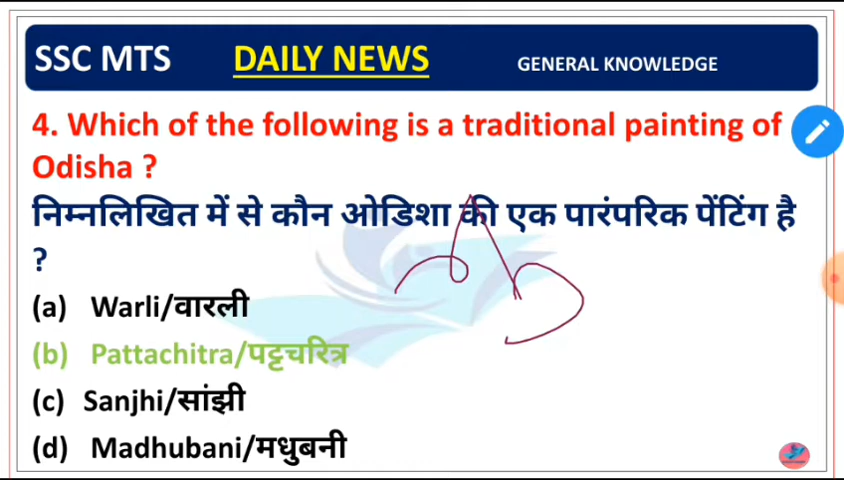 SSC MTS DAILY NEWS GENERAL KNOWLEDGE
4. Which of the following is a traditional painting of
Odisha ?
निम्नलिखित में से कौन ओडिशा की एक पारंपरिक पेंटिंग है
?
(a) Warli/वारली
(b) Pattachitra/पट्टचरित्र
(c) Sanjhi/सांझी
(d) Madhubani/मधुबनी